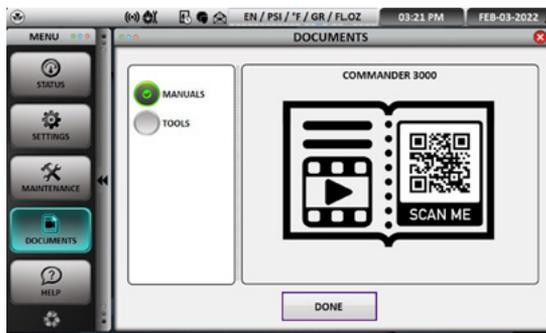 EN / PSI / °F / GR / FL.OZ
03:21 PM
FEB-03-2022
MENU
DOCUMENTS
STATUS
SETTINGS
MAINTENANCE
DOCUMENTS
HELP
MANUALS
TOOLS
COMMANDER 3000
SCAN ME
DONE